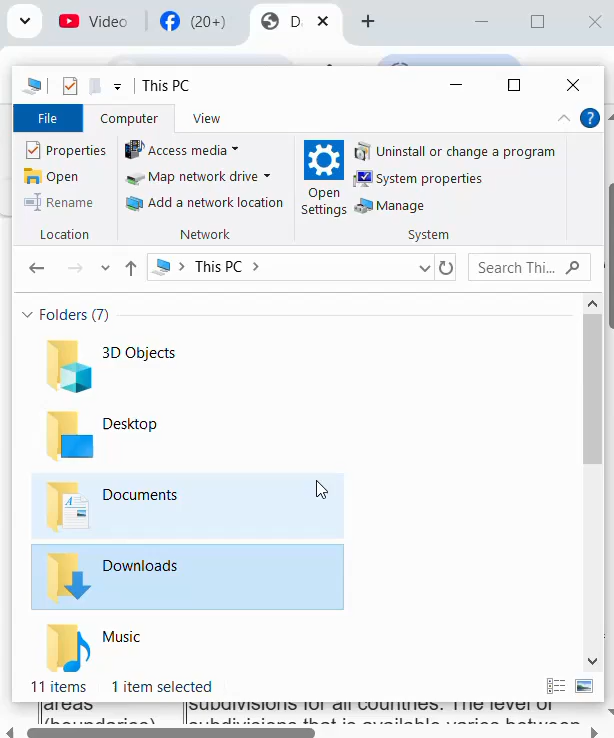 Video
(20+)
D
This PC
File
Computer
View
Properties
Open
Rename
Location
Access media
Map network drive
Add a network location
Network
Open
Settings
Uninstall or change a program
System properties
Manage
System
This PC
Search Thi...
Folders (7)
3D Objects
Desktop
Documents
Downloads
Music
11 items
1 item selected
areas
(boundaries)
subdivisions for all countries. The level of
subdivisions that is available varies between